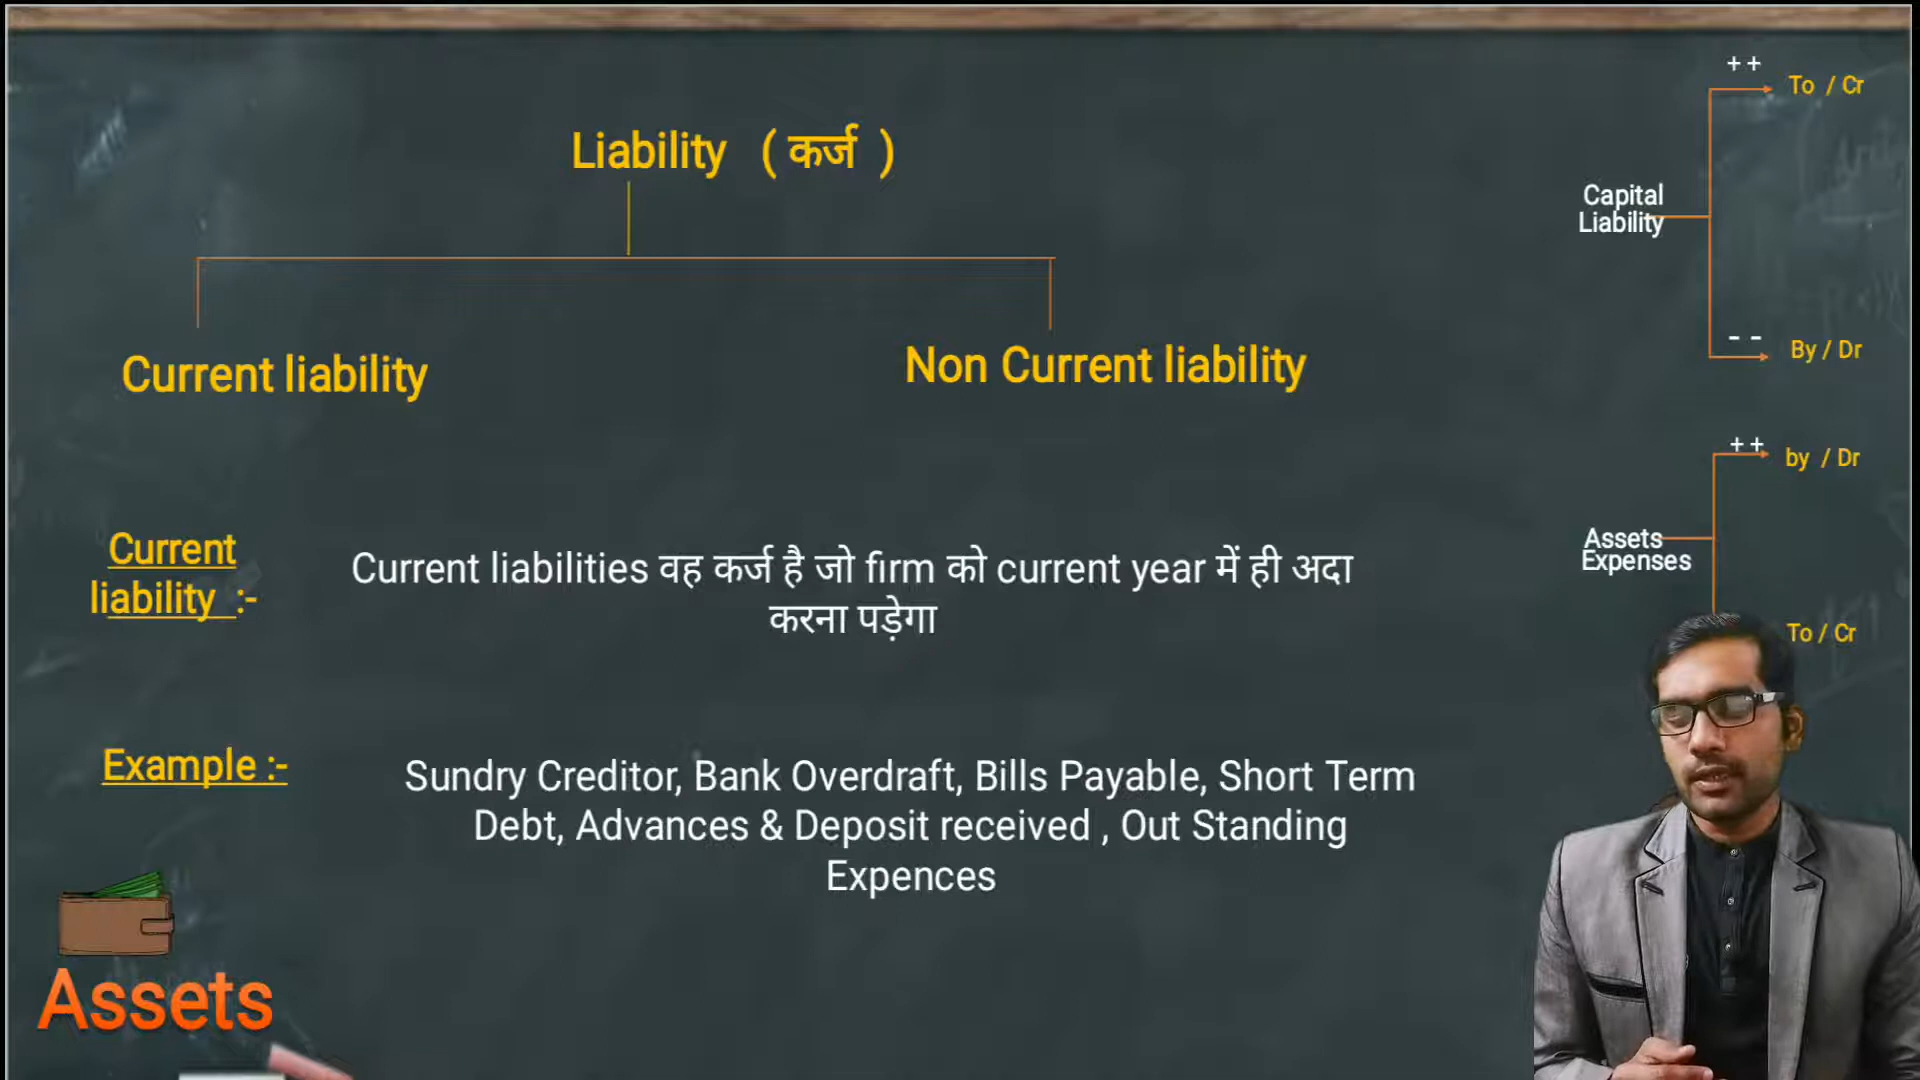 Liability ( कर्ज )
Current liability
Non Current liability
Current
liability :-
Current liabilities वह कर्ज है जो firm को current year में ही अदा
करना पड़ेगा
Example :-
Sundry Creditor, Bank Overdraft, Bills Payable, Short Term
Debt, Advances & Deposit received , Out Standing
Expences
Assets
+ +
To / Cr
Capital
Liability
- -
By / Dr
+ +
by / Dr
Assets
Expenses
To / Cr